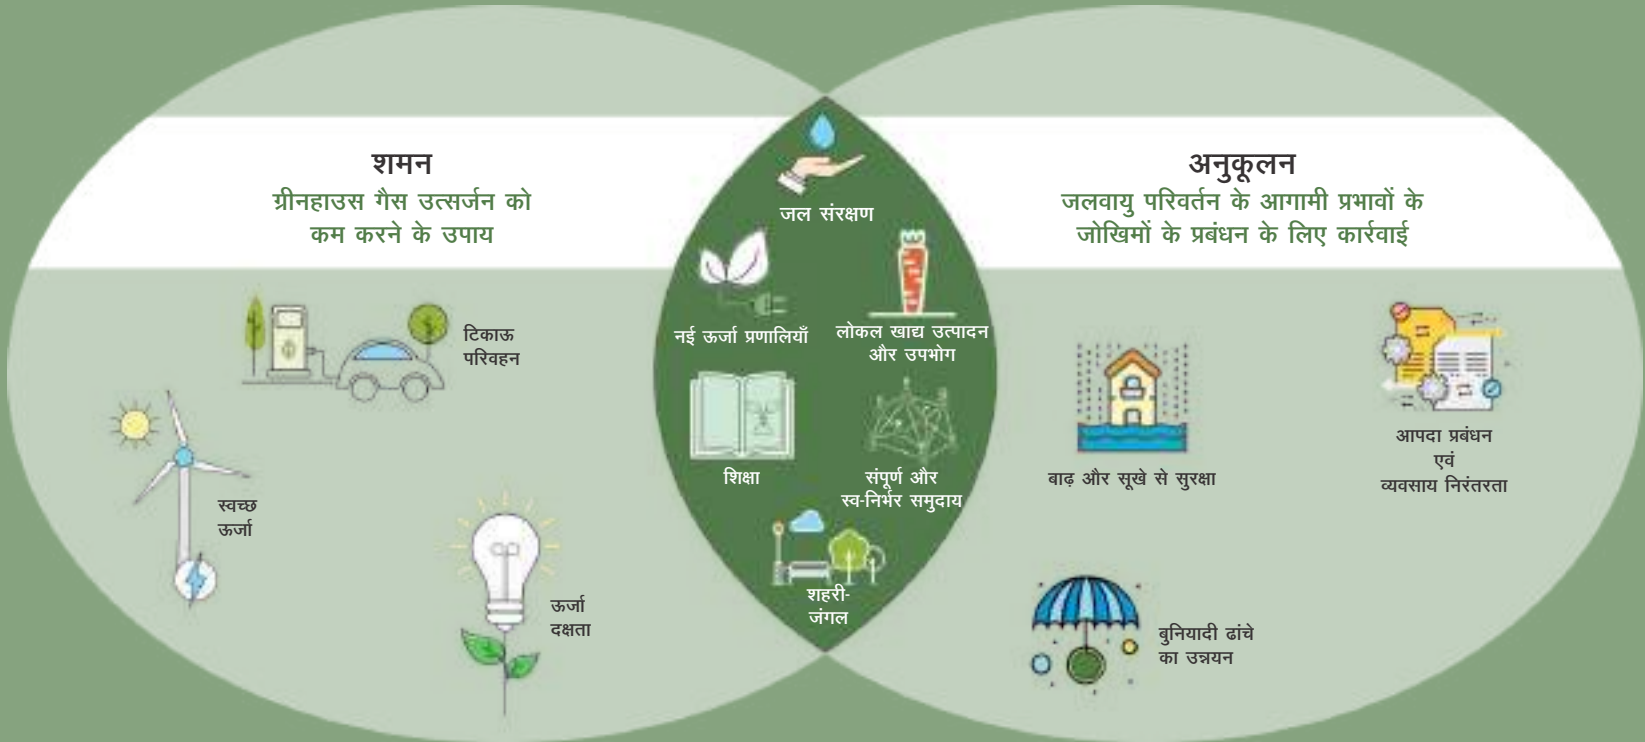 शमन
ग्रीनहाउस गैस उत्सर्जन को
कम करने के उपाय
टिकाऊ
परिवहन
स्वच्छ
ऊर्जा
ऊर्जा
दक्षता
जल संरक्षण
नई ऊर्जा प्रणालियाँ
लोकल खाद्य उत्पादन
और उपभोग
शिक्षा
संपूर्ण और
स्व-निर्भर समुदाय
शहरी-
जंगल
अनुकूलन
जलवायु परिवर्तन के आगामी प्रभावों के
जोखिमों के प्रबंधन के लिए कार्रवाई
बाढ़ और सूखे से सुरक्षा
आपदा प्रबंधन
एवं
व्यवसाय निरंतरता
बुनियादी ढांचे
का उन्नयन